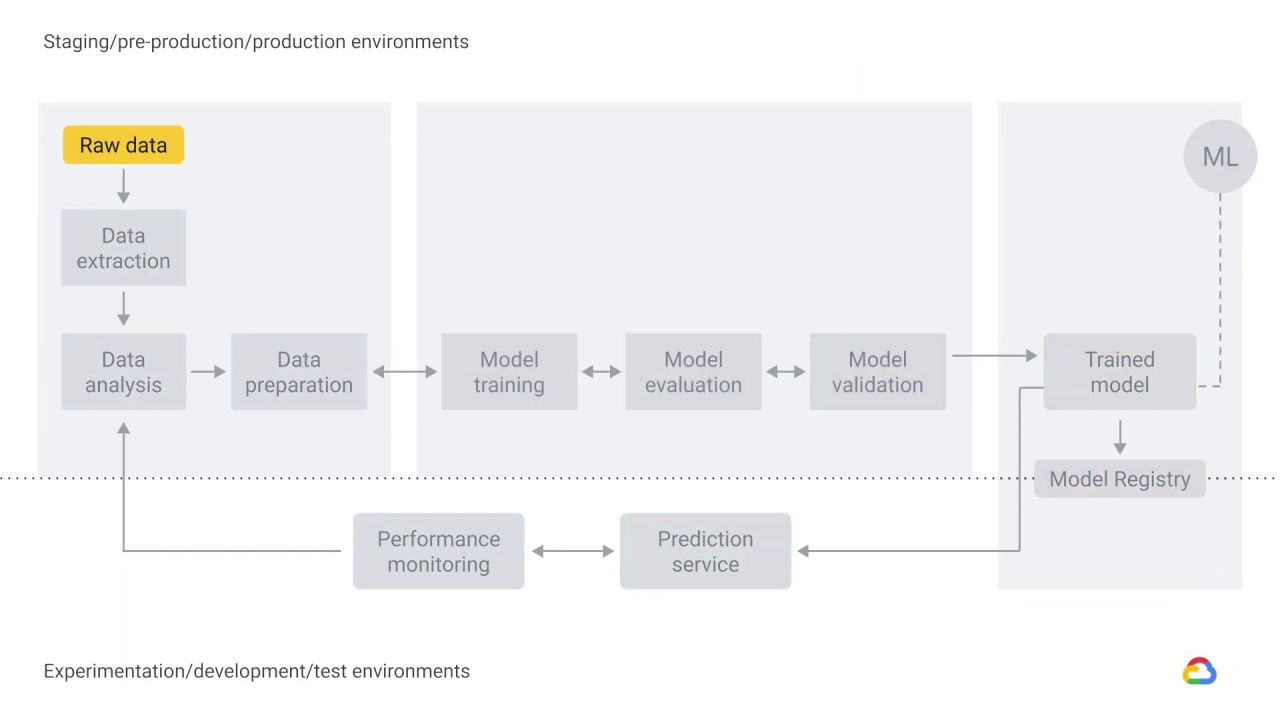 Staging/pre-production/production environments
Raw data
ML
Data
extraction
Data
analysis
Data
preparation
Model
training
Model
evaluation
Model
validation
Trained
model
Model Registry
Performance
monitoring
Prediction
service
Experimentation/development/test environments